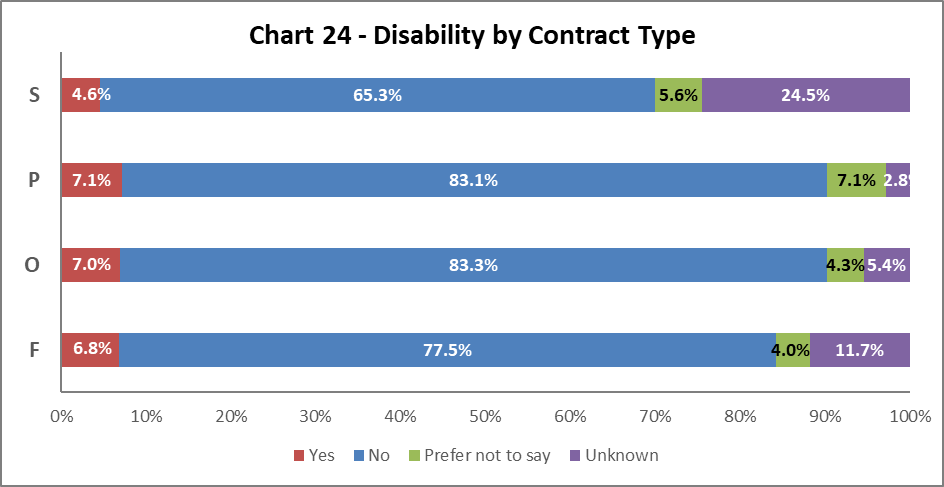 Chart 24 - Disability by Contract Type
S 4.6% 65.3% 5.6% 24.5%
P 7.1% 83.1% 7.1% 2.8%
O 7.0% 83.3% 4.3% 5.4%
F 6.8% 77.5% 4.0% 11.7%
0% 10% 20% 30% 40% 50% 60% 70% 80% 90% 100%
Yes No Prefer not to say Unknown